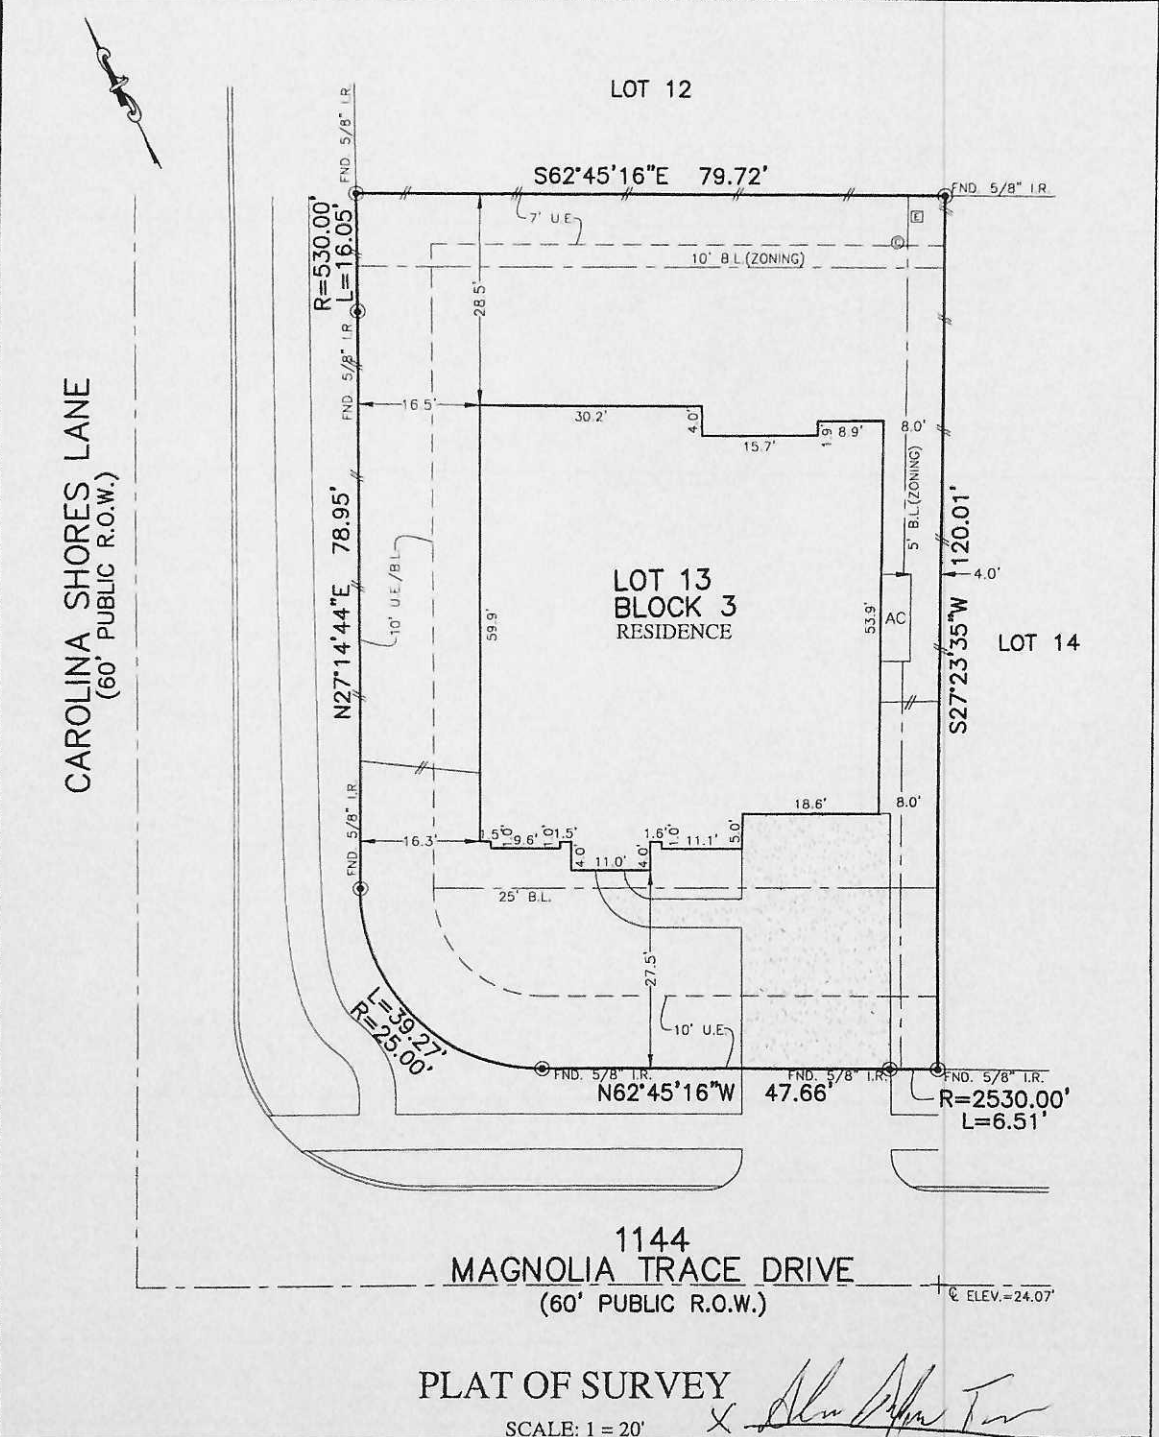 LOT 12
FND 5/8" I.R.
S62°45'16"E 79.72'
FND. 5/8" I.R.
7' U.E.
E
C
R=530.00'
L=16.05'
10' B.L.(ZONING)
28.5'
FND 5/8" I.R.
16.5'
30.2'
4.0'
15.7'
1.9'
8.9'
8.0'
5' B.L.(ZONING)
CAROLINA SHORES LANE
(60' PUBLIC R.O.W.)
N27°14'44"E 78.95'
10' U.E./B.L.
59.9'
LOT 13
BLOCK 3
RESIDENCE
53.9'
AC
4.0'
S27°23'35"W 120.01'
LOT 14
FND. 5/8" I.R.
16.3'
1.5'
1.0'
9.6'
1.0'
1.5'
4.0'
11.0'
4.0'
1.6'
1.0'
11.1'
5.0'
18.6'
8.0'
25' B.L.
27.5'
L=39.27'
R=25.00'
10' U.E.
FND. 5/8" I.R.
FND. 5/8" I.R.
FND. 5/8" I.R.
N62°45'16"W 47.66'
R=2530.00'
L=6.51'
1144
MAGNOLIA TRACE DRIVE
(60' PUBLIC R.O.W.)
℄ ELEV.=24.07'
PLAT OF SURVEY
SCALE: 1 = 20'
X